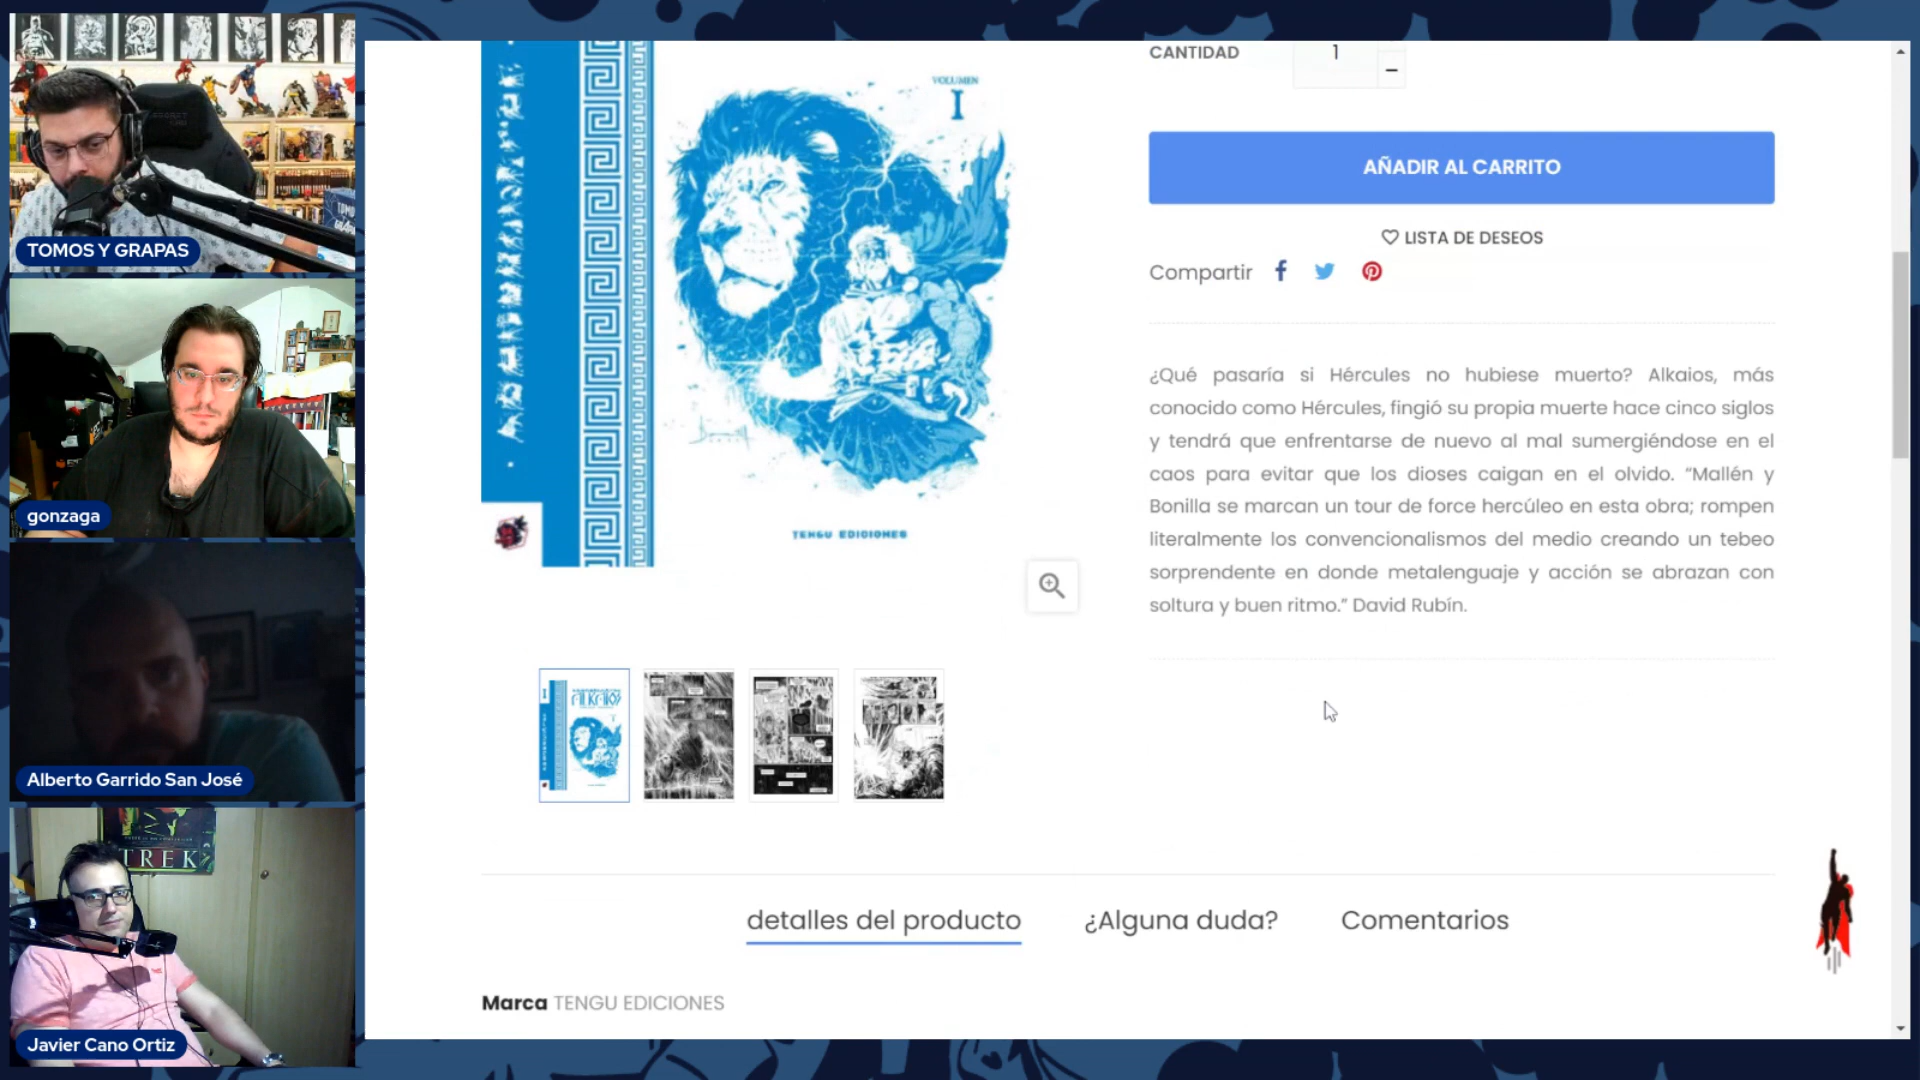 TOMOS Y GRAPAS
gonzaga
Alberto Garrido San José
TREK
Javier Cano Ortiz
VOLUMEN
I
TENGU EDICIONES
ALKAIOS
CANTIDAD
1
AÑADIR AL CARRITO
LISTA DE DESEOS
Compartir
¿Qué pasaría si Hércules no hubiese muerto? Alkaios, más
conocido como Hércules, fingió su propia muerte hace cinco siglos
y tendrá que enfrentarse de nuevo al mal sumergiéndose en el
caos para evitar que los dioses caigan en el olvido. “Mallén y
Bonilla se marcan un tour de force hercúleo en esta obra; rompen
literalmente los convencionalismos del medio creando un tebeo
sorprendente en donde metalenguaje y acción se abrazan con
soltura y buen ritmo.” David Rubín.
detalles del producto
¿Alguna duda?
Comentarios
Marca TENGU EDICIONES